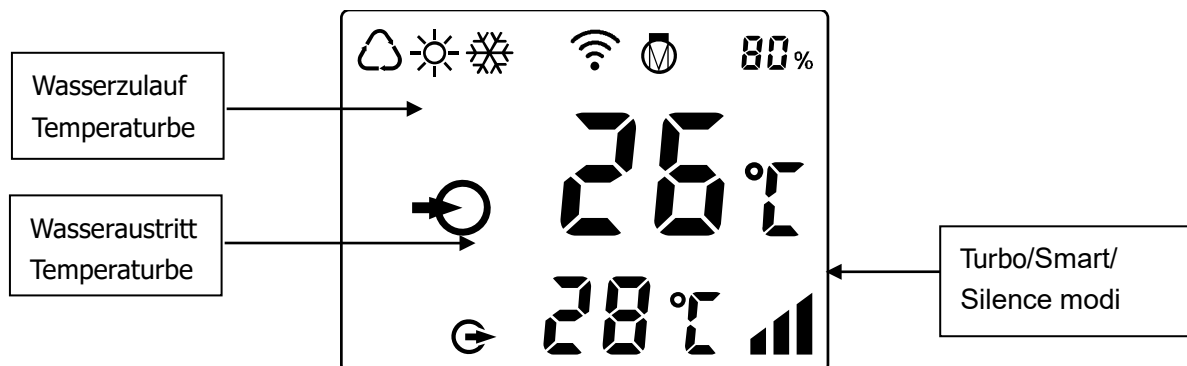 80%
Wasserzulauf
Temperaturbe
26°C
Wasseraustritt
Temperaturbe
Turbo/Smart/
Silence modi
28°C